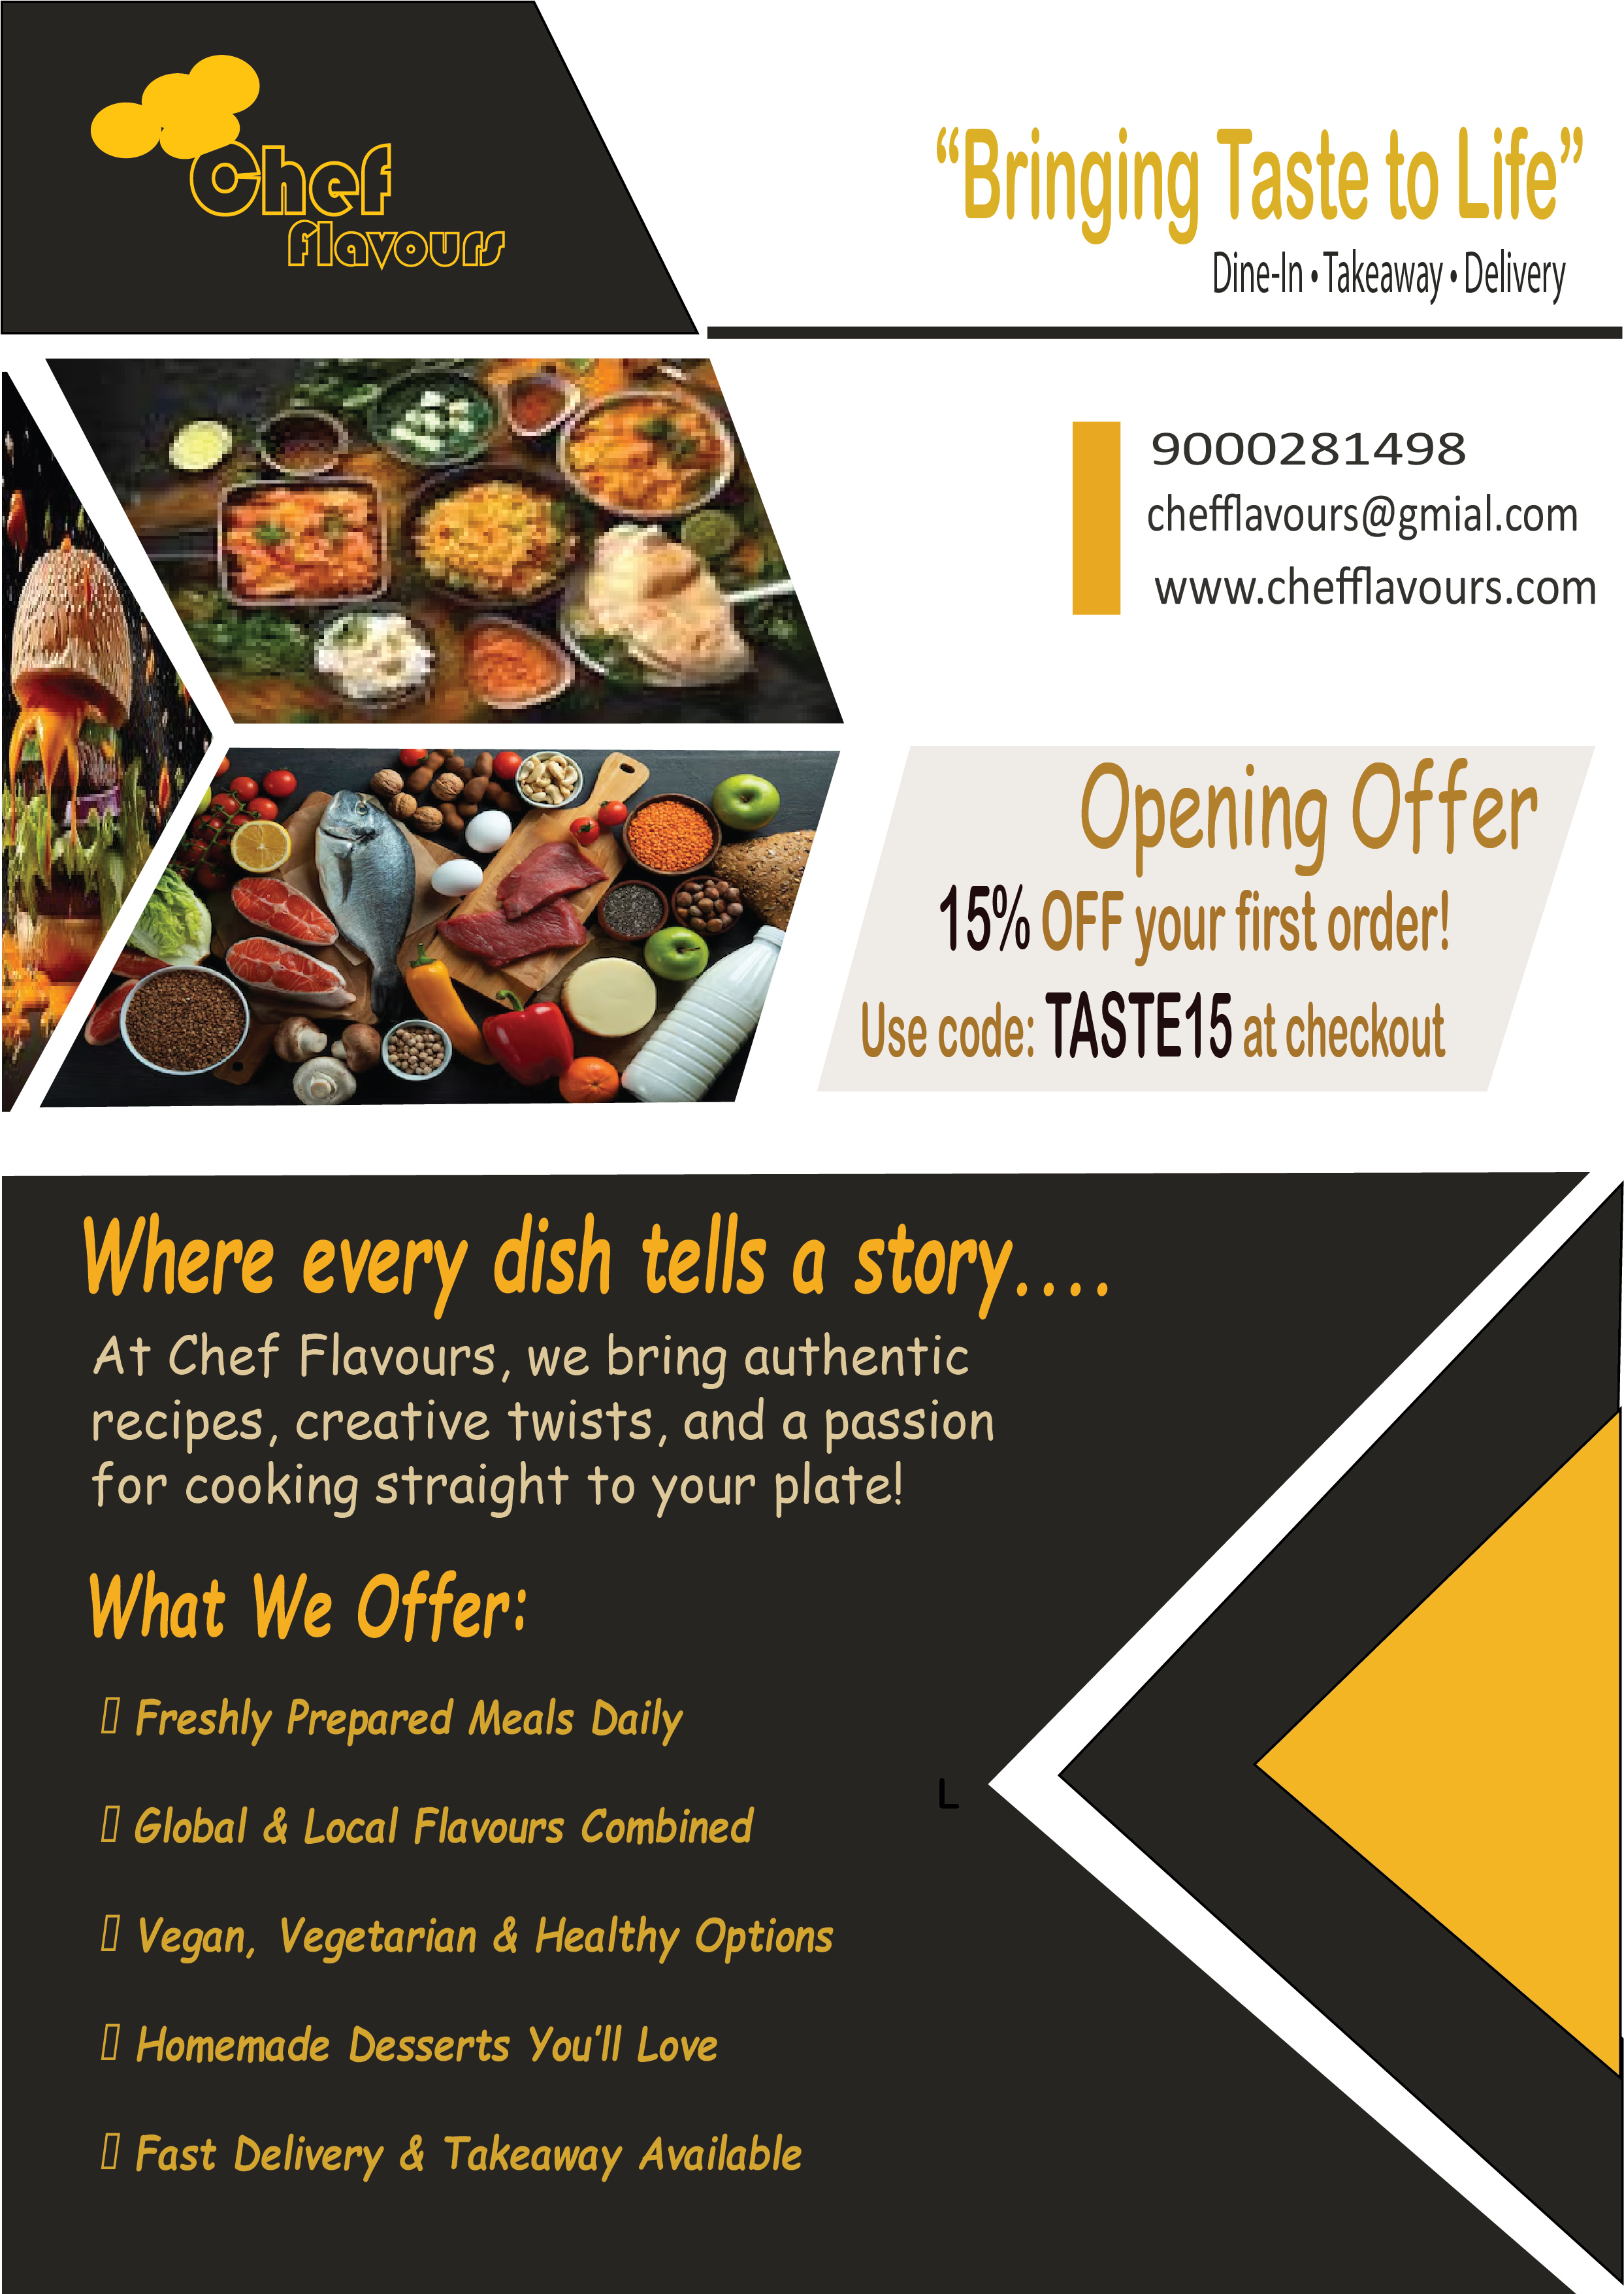 Chef
flavours
“Bringing Taste to Life”
Dine-In • Takeaway • Delivery
9000281498
chefflavours@gmial.com
www.chefflavours.com
Opening Offer
15% OFF your first order!
Use code: TASTE15 at checkout
Where every dish tells a story....
At Chef Flavours, we bring authentic
recipes, creative twists, and a passion
for cooking straight to your plate!
What We Offer:
Freshly Prepared Meals Daily
Global & Local Flavours Combined
Vegan, Vegetarian & Healthy Options
Homemade Desserts You’ll Love
Fast Delivery & Takeaway Available
L